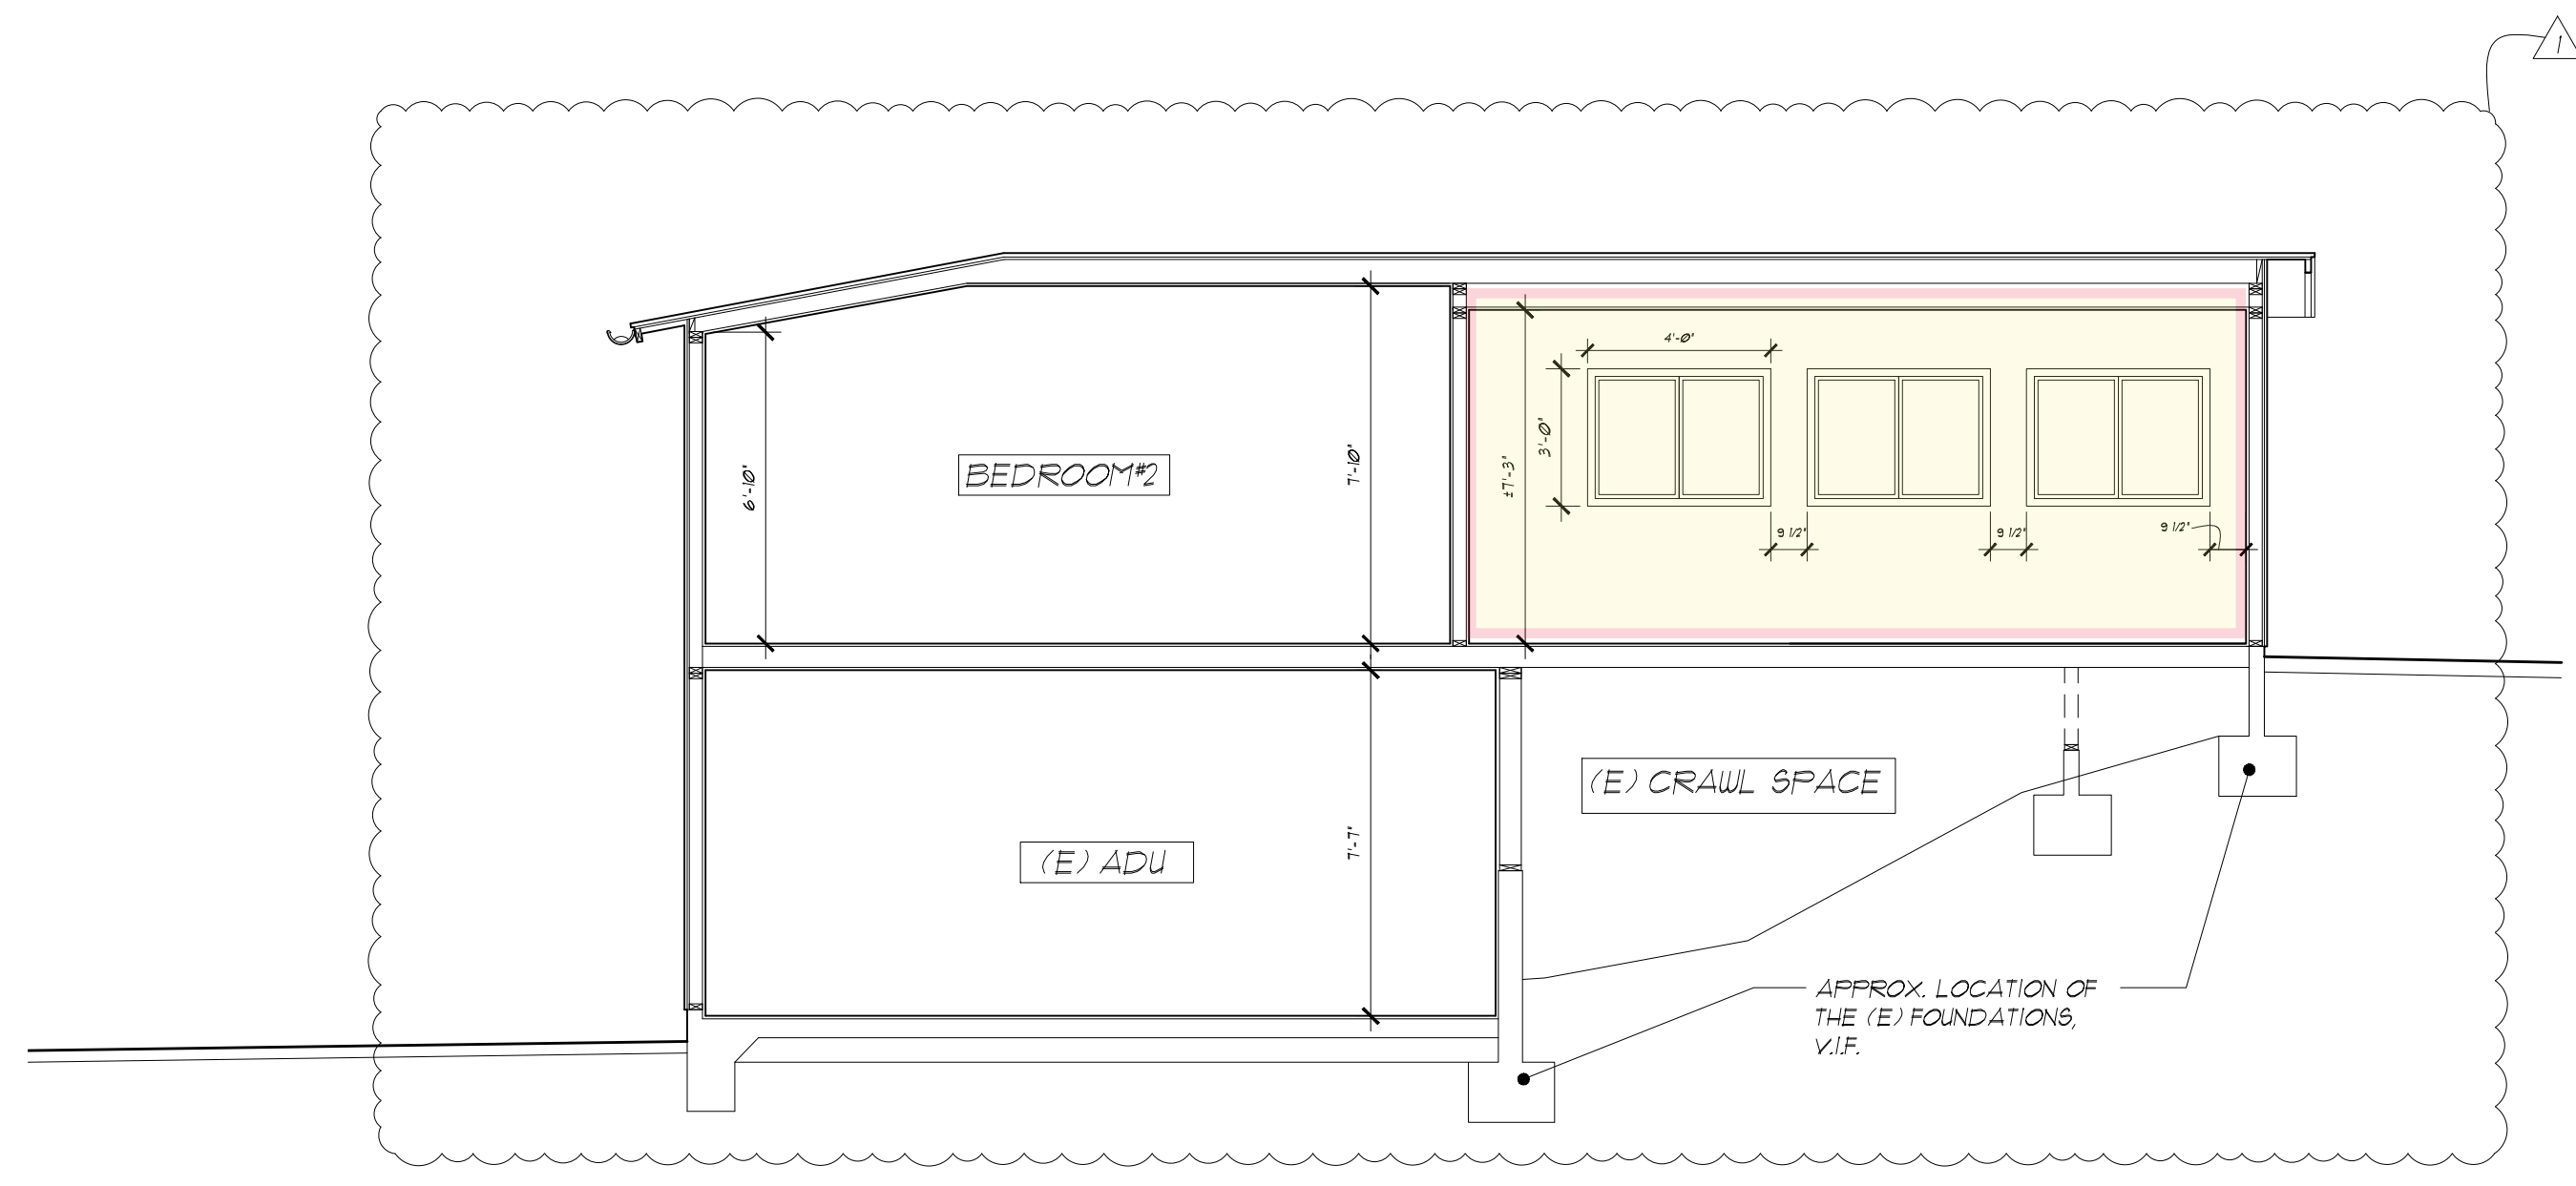 1
4'-0"
3'-0"
±7'-3"
9 1/2"
9 1/2"
9 1/2"
BEDROOM#2
6'-10"
7'-10"
(E) CRAWL SPACE
(E) ADU
7'-7"
APPROX. LOCATION OF
THE (E) FOUNDATIONS,
V.I.F.